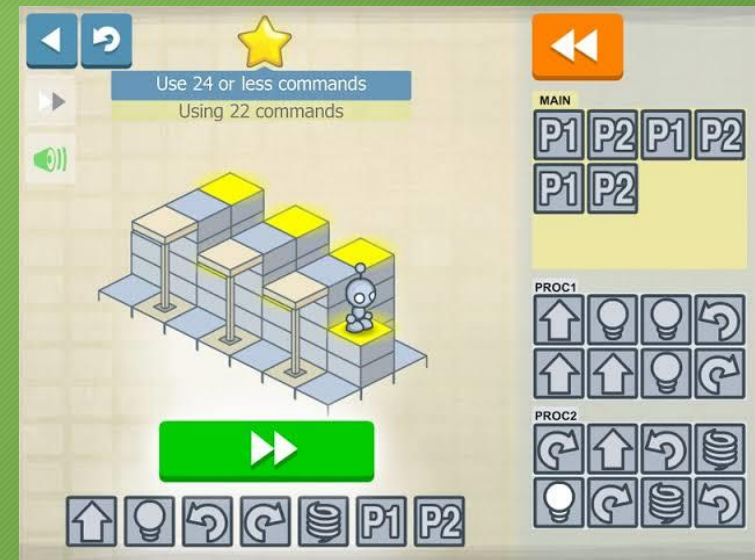 Use 24 or less commands
Using 22 commands
MAIN
P1 P2 P1 P2
P1 P2
PROC1
PROC2
P1 P2